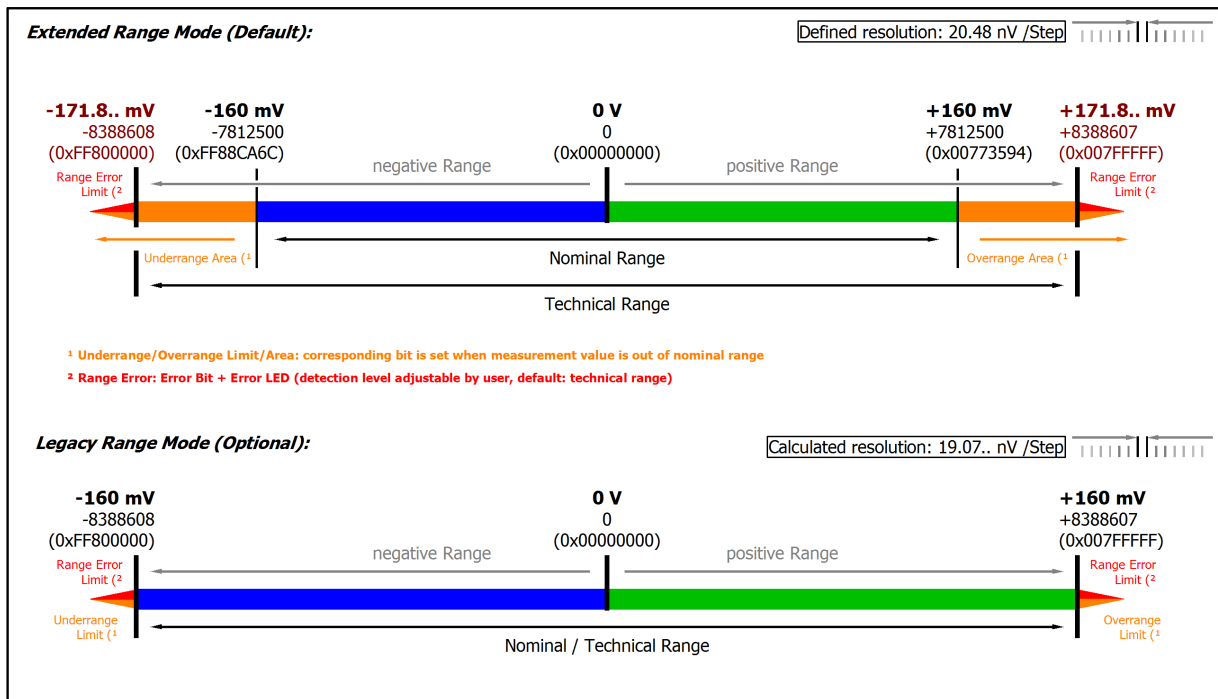 Extended Range Mode (Default):
Defined resolution: 20.48 nV /Step
-171.8.. mV
-8388608
(0xFF800000)
-160 mV
-7812500
(0xFF88CA6C)
0 V
0
(0x00000000)
+160 mV
+7812500
(0x00773594)
+171.8.. mV
+8388607
(0x007FFFFF)
negative Range
positive Range
Range Error
Limit (²
Range Error
Limit (²
Underrange Area (¹
Nominal Range
Overrange Area (¹
Technical Range
¹ Underrange/Overrange Limit/Area: corresponding bit is set when measurement value is out of nominal range
² Range Error: Error Bit + Error LED (detection level adjustable by user, default: technical range)
Legacy Range Mode (Optional):
Calculated resolution: 19.07.. nV /Step
-160 mV
-8388608
(0xFF800000)
0 V
0
(0x00000000)
+160 mV
+8388607
(0x007FFFFF)
negative Range
positive Range
Range Error
Limit (²
Range Error
Limit (²
Underrange
Limit (¹
Overrange
Limit (¹
Nominal / Technical Range